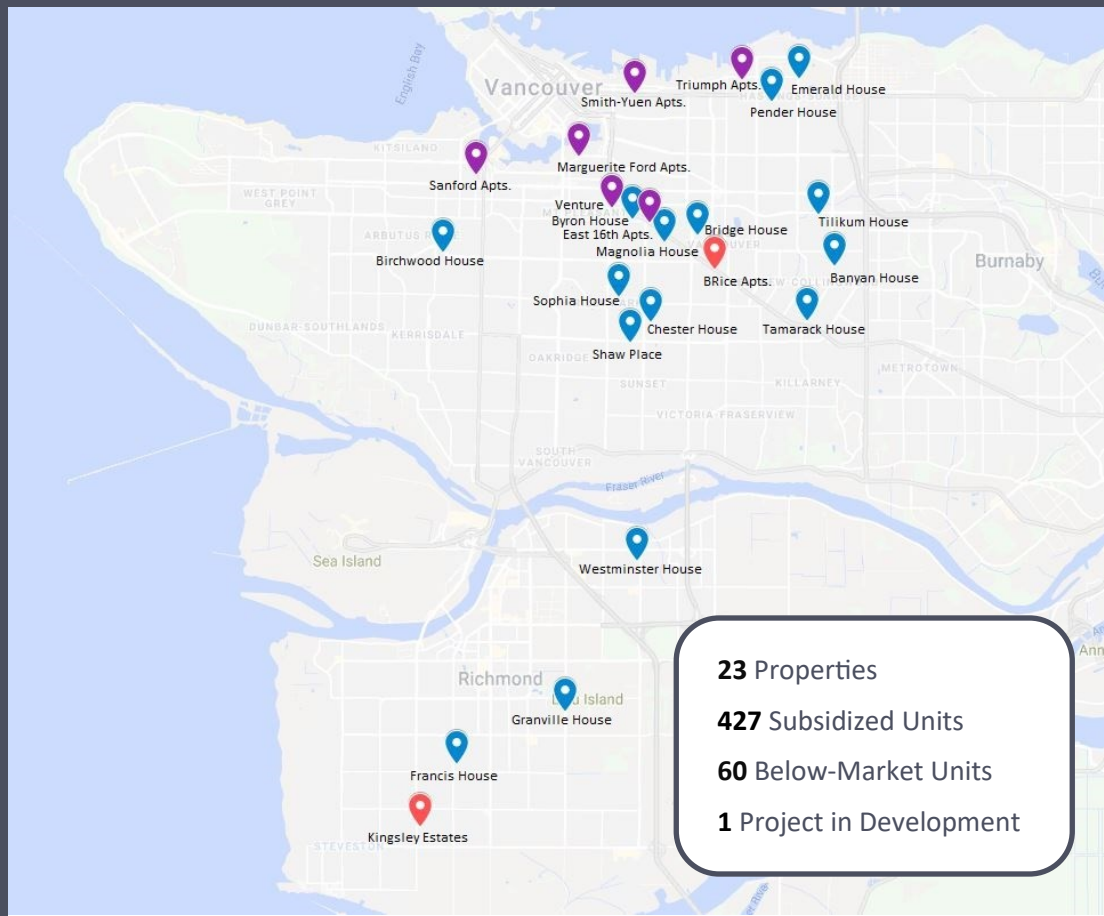 English Bay
Vancouver
Smith-Yuen Apts.
Triumph Apts.
Emerald House
Pender House
KITSILANO
Marguerite Ford Apts.
Sanford Apts.
WEST POINT
GREY
Venture
Byron House
East 16th Apts.
Magnolia House
Bridge House
Tilikum House
Birchwood House
BRice Apts.
Banyan House
Burnaby
Sophia House
Chester House
Tamarack House
Shaw Place
DUNBAR-SOUTHLANDS
KERRISDALE
OAKRIDGE
METROTOWN
SUNSET
KILLARNEY
VICTORIA-FRASERVIEW
SOUTH
VANCOUVER
Fraser River
Sea Island
Westminster House
Richmond
Granville House
Francis House
Kingsley Estates
STEVESTON
23 Properties
427 Subsidized Units
60 Below-Market Units
1 Project in Development